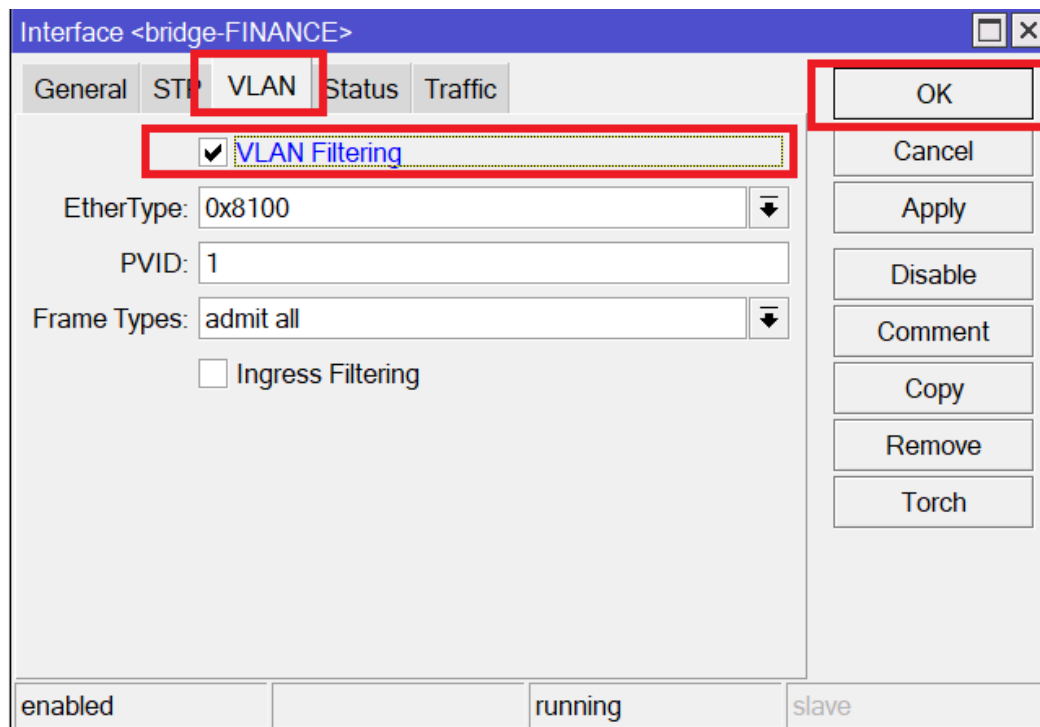 Interface <bridge-FINANCE>
General STP VLAN Status Traffic
OK
VLAN Filtering
Cancel
EtherType: 0x8100
Apply
PVID: 1
Disable
Frame Types: admit all
Comment
Ingress Filtering
Copy
Remove
Torch
enabled running slave